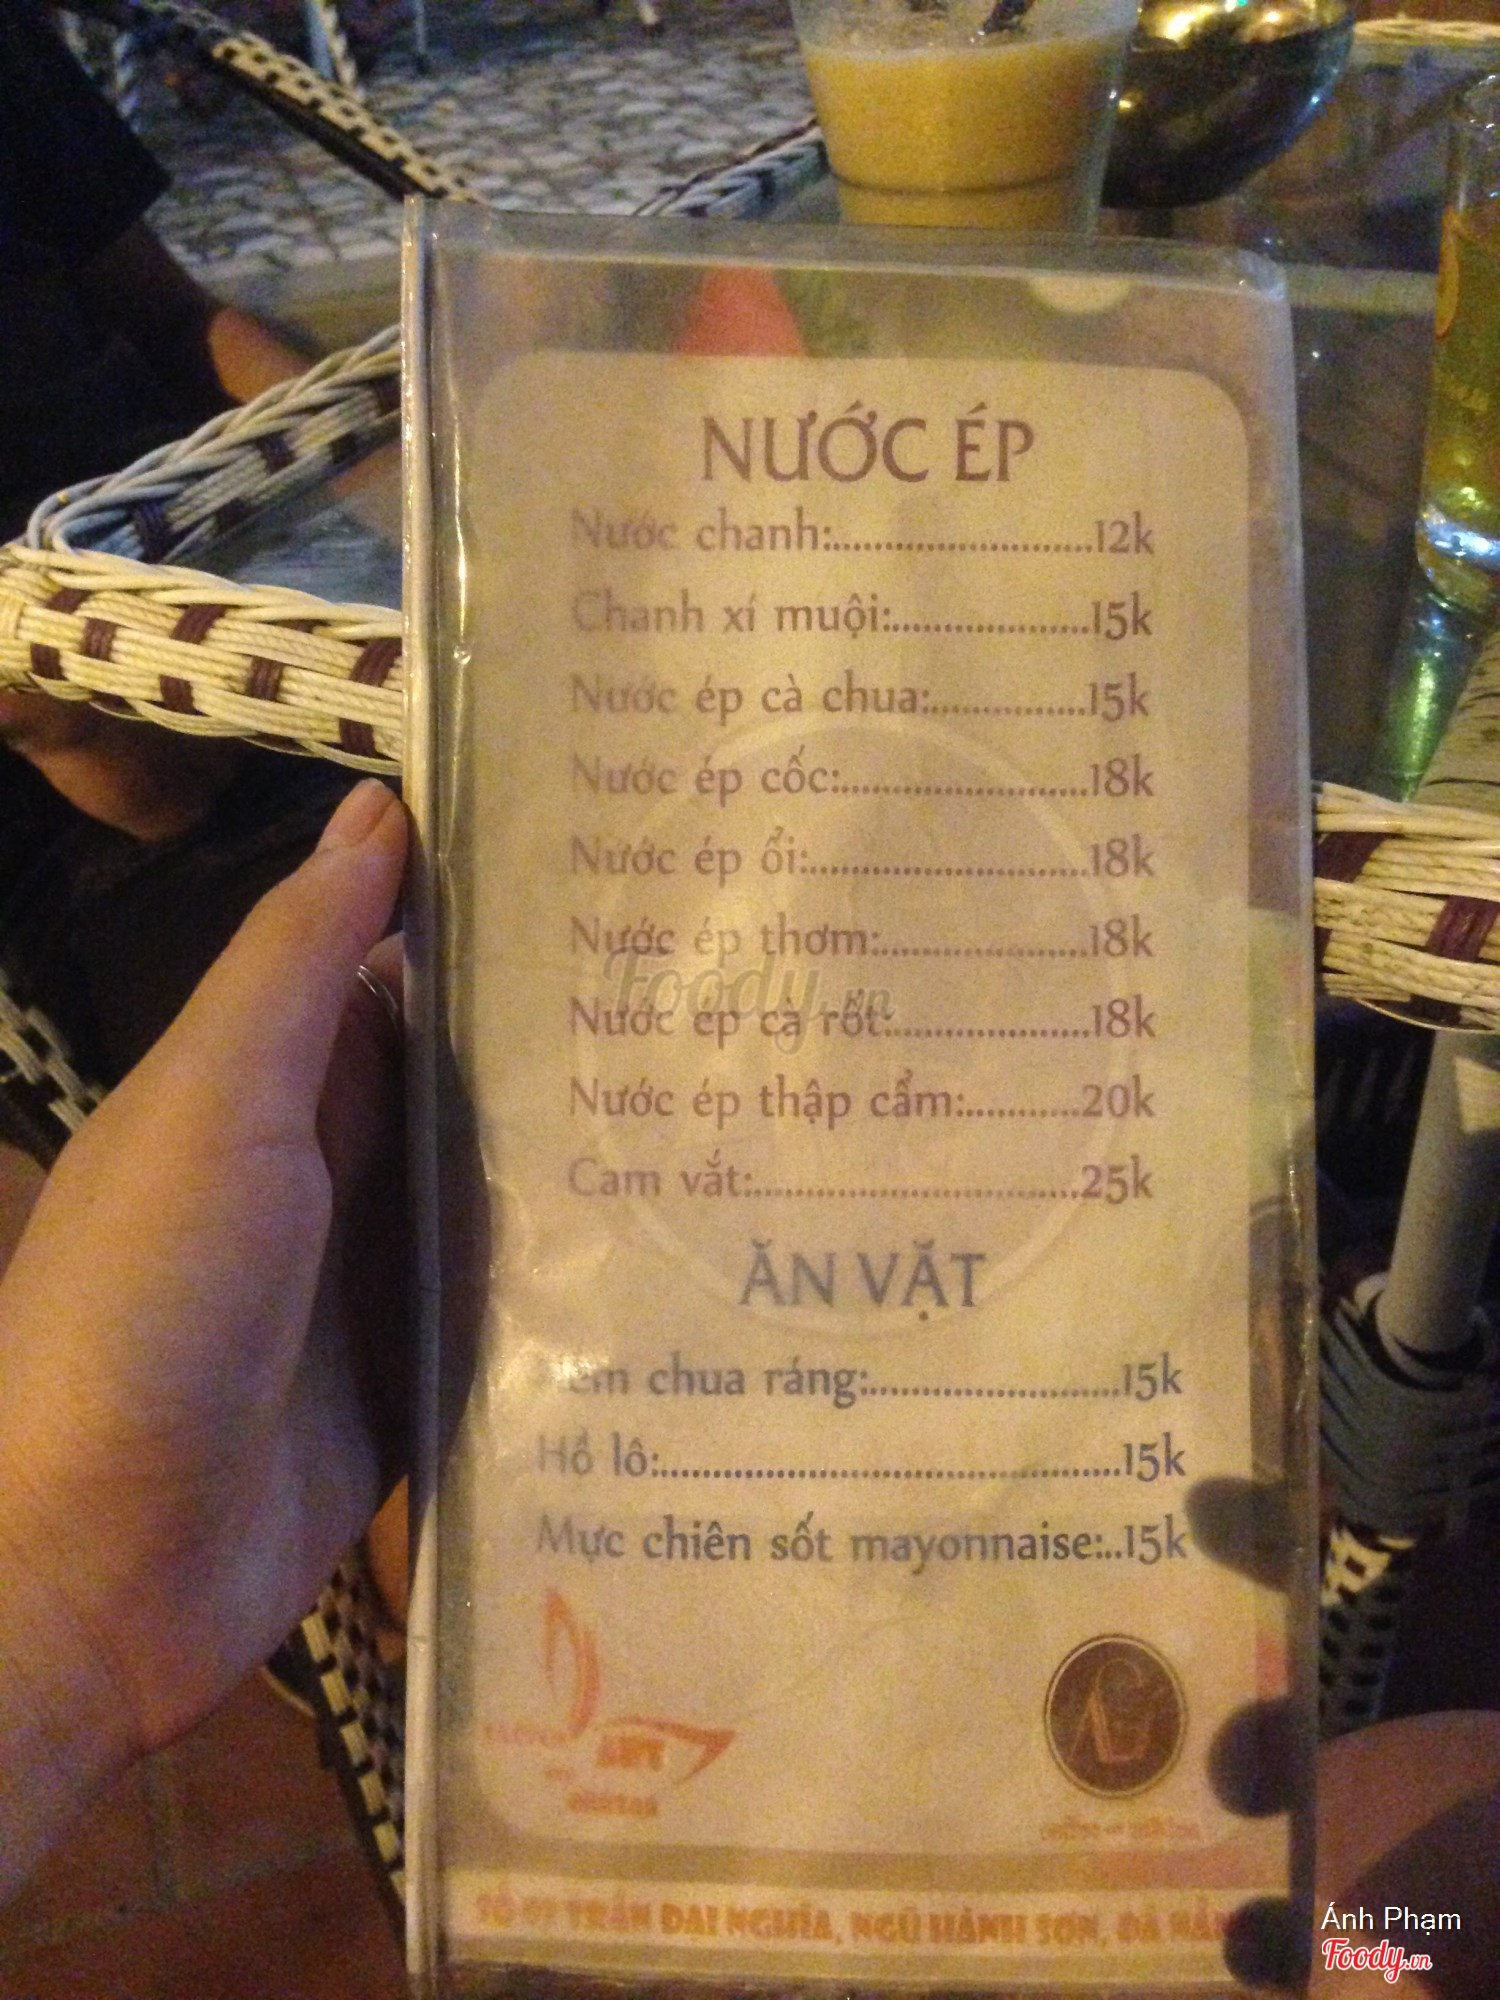 NƯỚC ÉP
Nước chanh:..............................12k
Chanh xí muội:........................15k
Nước ép cà chua:...................15k
Nước ép cốc:..............................18k
Nước ép ổi:..................................18k
Nước ép thơm:.........................18k
Nước ép cà rốt:........................18k
Nước ép thập cẩm:.............20k
Cam vắt:.......................................25k
ĂN VẶT
chua ráng:..............................15k
Hồ lô:.......................................................15k
Mực chiên sốt mayonnaise:..15k
Foody.vn
TRẦN ĐẠI NGHĨA, NGŨ HÀNH SƠN, ĐÀ NẴNG
Ánh Phạm
Foody.vn